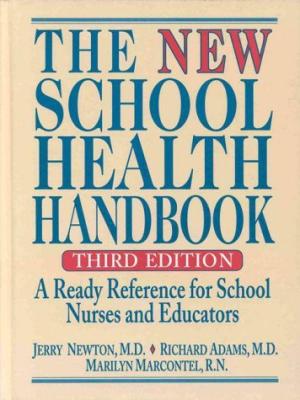 THE NEW
SCHOOL
HEALTH
HANDBOOK
THIRD EDITION
A Ready Reference for School
Nurses and Educators
JERRY NEWTON, M.D. ♦ RICHARD ADAMS, M.D.
MARILYN MARCONTEL, R.N.